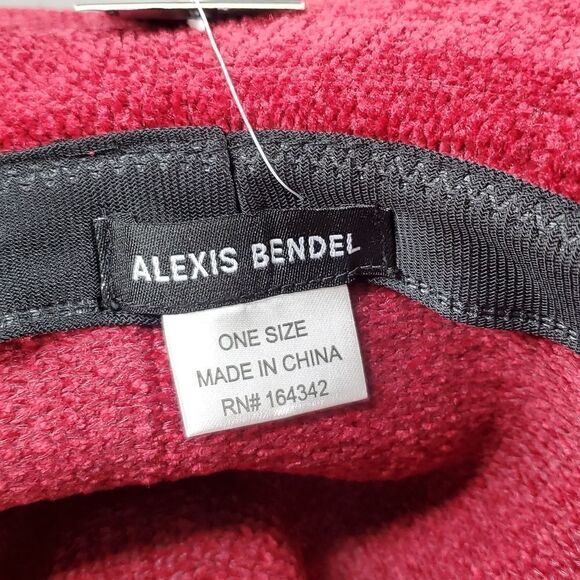 ALEXIS BENDEL
ONE SIZE
MADE IN CHINA
RN# 164342